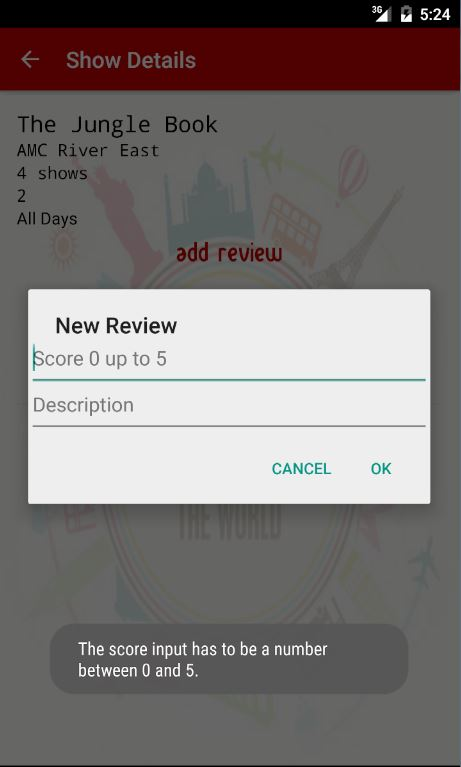 3G 5:24
Show Details
The Jungle Book
AMC River East
4 shows
2
All Days
add review
New Review
Score 0 up to 5
Description
CANCEL OK
THE WORLD
The score input has to be a number
between 0 and 5.